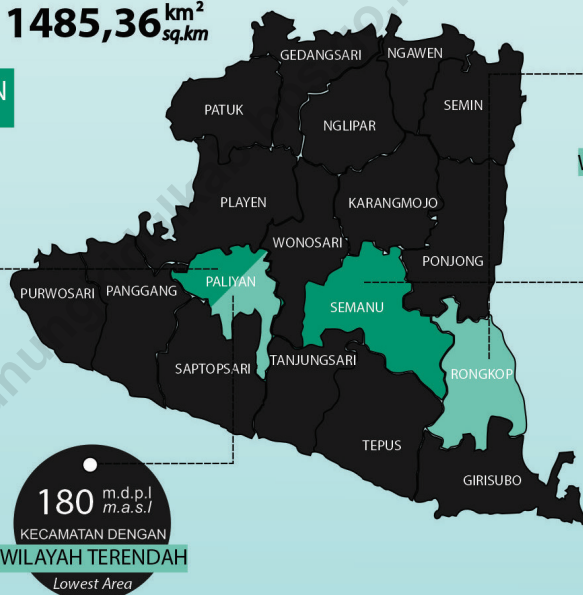 1485,36 km²
sq.km
N
GEDANGSARI
NGAWEN
PATUK
NGLIPAR
SEMIN
PLAYEN
KARANGMOJO
WONOSARI
PONJONG
PURWOSARI
PANGGANG
PALIYAN
SEMANU
SAPTOPSARI
TANJUNGSARI
RONGKOP
TEPUS
GIRISUBO
180 m.d.p.l
m.a.s.l
KECAMATAN DENGAN
WILAYAH TERENDAH
Lowest Area